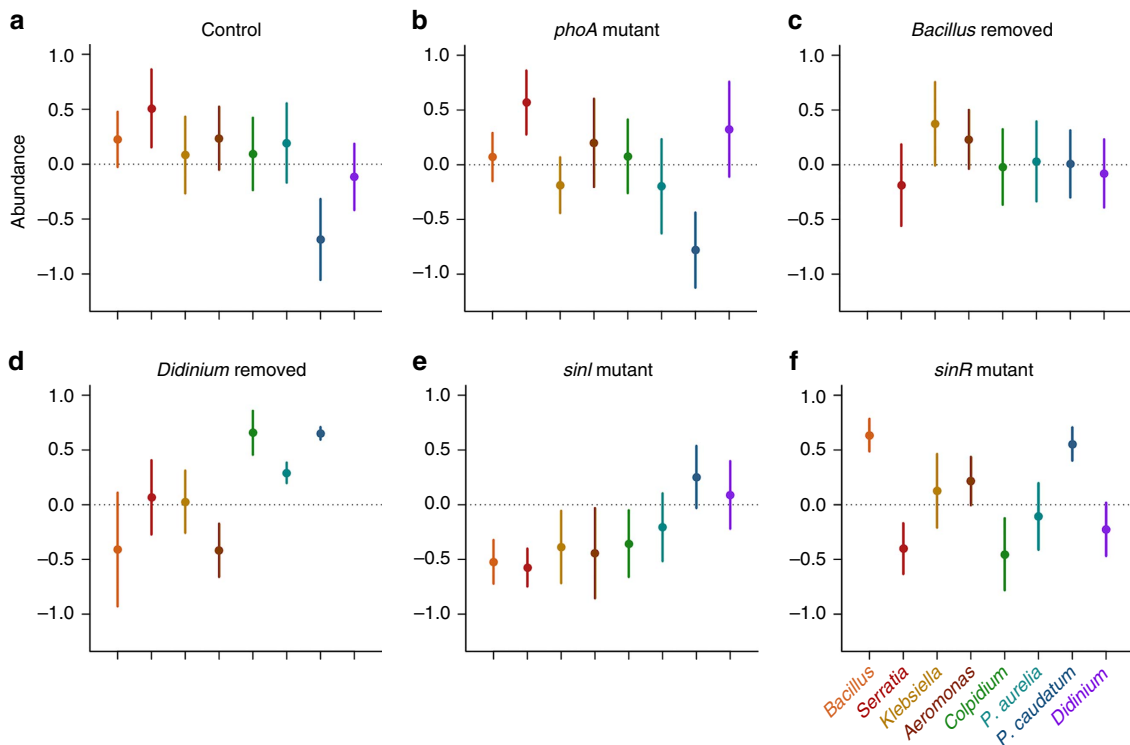 a
Control
1.0
0.5
0.0
−0.5
−1.0
Abundance
b
phoA mutant
1.0
0.5
0.0
−0.5
−1.0
c
Bacillus removed
1.0
0.5
0.0
−0.5
−1.0
d
Didinium removed
1.0
0.5
0.0
−0.5
−1.0
e
sinI mutant
1.0
0.5
0.0
−0.5
−1.0
f
sinR mutant
1.0
0.5
0.0
−0.5
−1.0
Bacillus
Serratia
Klebsiella
Aeromonas
Colpidium
P. aurelia
P. caudatum
Didinium